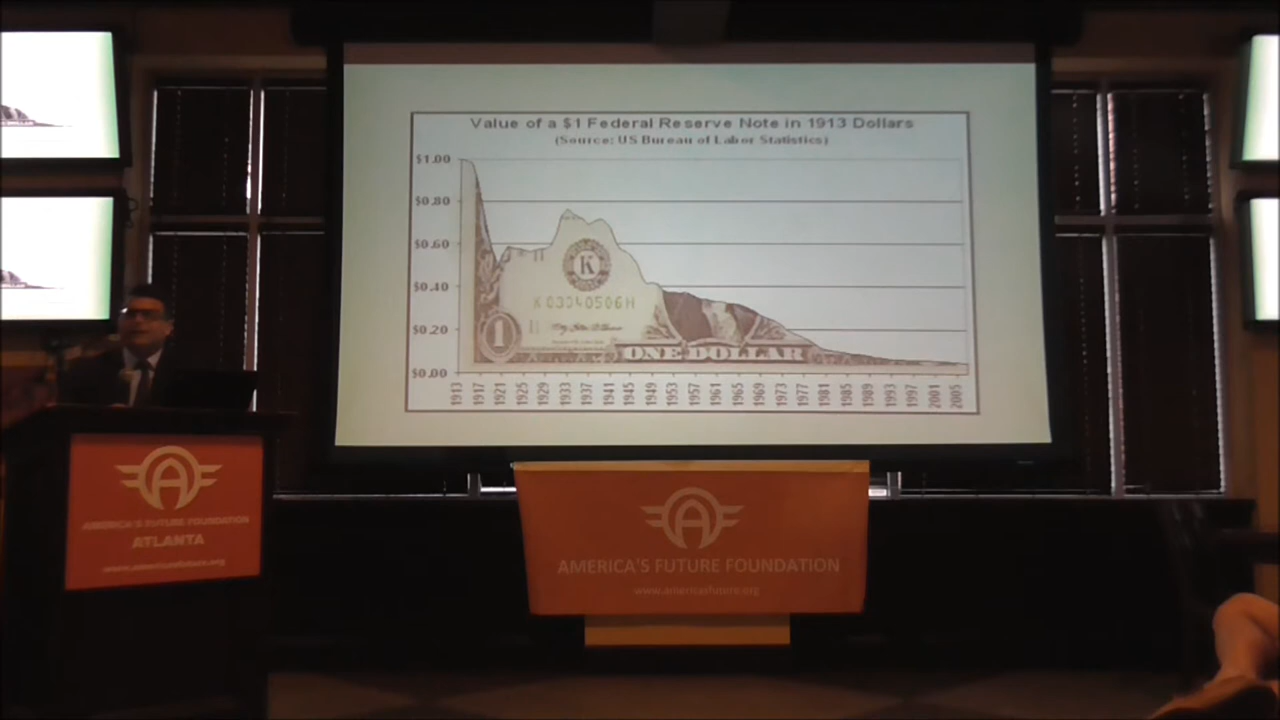 Value of a $1 Federal Reserve Note in 1913 Dollars
(Source: US Bureau of Labor Statistics)
$1.00
$0.80
$0.60
$0.40
$0.20
$0.00
K
1
ONE DOLLAR
1913
1917
1921
1925
1929
1933
1937
1941
1945
1949
1953
1957
1961
1965
1969
1973
1977
1981
1985
1989
1993
1997
2001
2005
A
AMERICA'S FUTURE FOUNDATION
ATLANTA
www.americasfuture.org
A
AMERICA'S FUTURE FOUNDATION
www.americasfuture.org